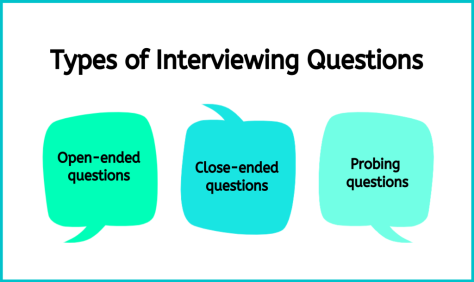 Types of Interviewing Questions
Open-ended
questions
Close-ended
questions
Probing
questions